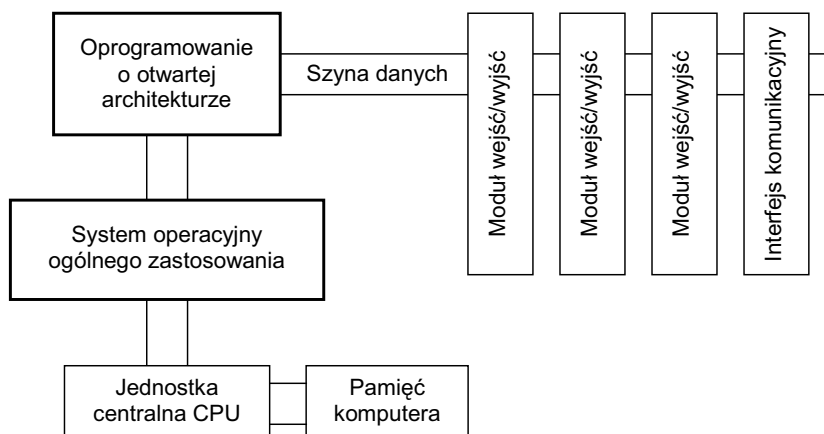 Oprogramowanie
o otwartej
architekturze
Szyna danych
Moduł wejść/wyjść
Moduł wejść/wyjść
Moduł wejść/wyjść
Interfejs komunikacyjny
System operacyjny
ogólnego zastosowania
Jednostka
centralna CPU
Pamięć
komputera